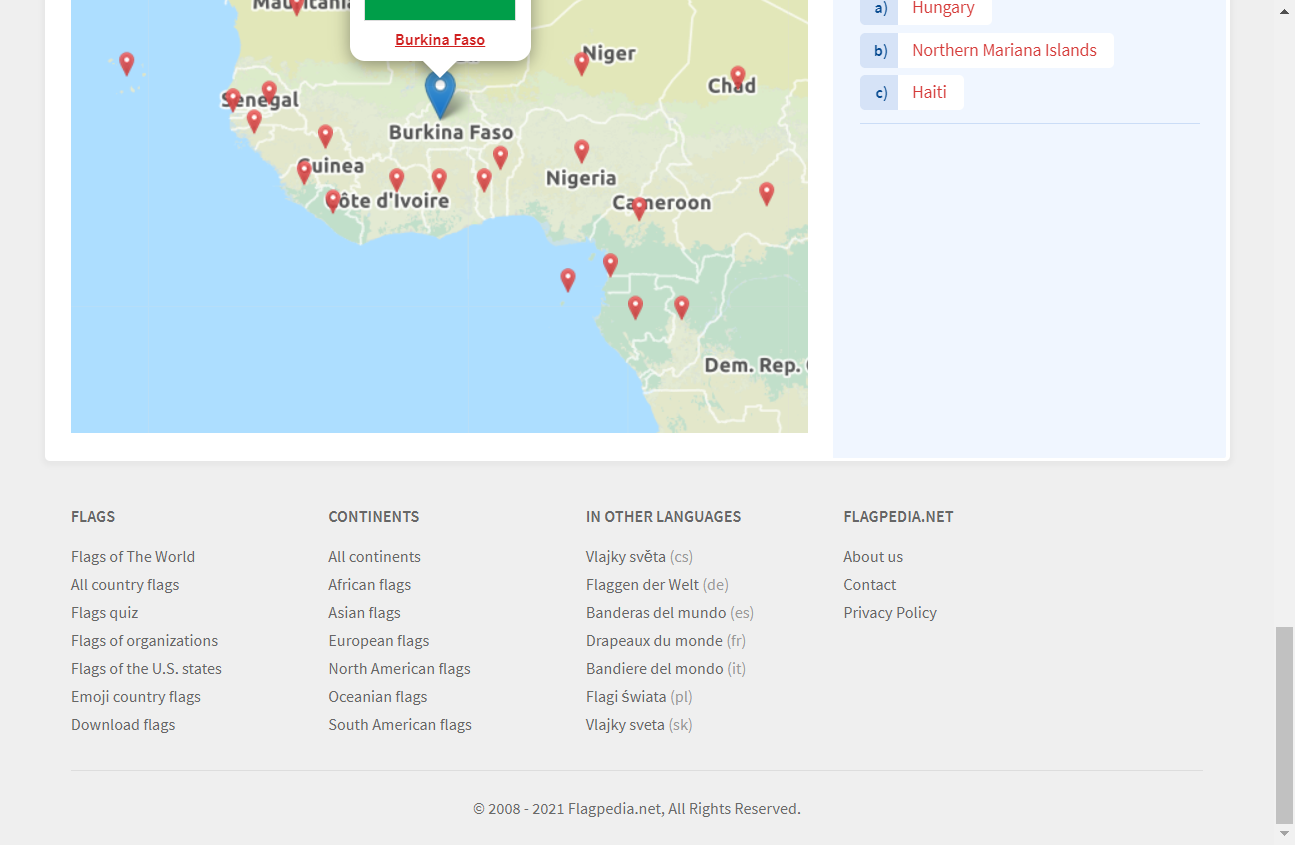 Burkina Faso
Niger
Chad
Senegal
Burkina Faso
Guinea
Nigeria
Côte d'Ivoire
Cameroon
Dem. Rep.
a) Hungary
b) Northern Mariana Islands
c) Haiti
FLAGS
Flags of The World
All country flags
Flags quiz
Flags of organizations
Flags of the U.S. states
Emoji country flags
Download flags
CONTINENTS
All continents
African flags
Asian flags
European flags
North American flags
Oceanian flags
South American flags
IN OTHER LANGUAGES
Vlajky světa (cs)
Flaggen der Welt (de)
Banderas del mundo (es)
Drapeaux du monde (fr)
Bandiere del mondo (it)
Flagi świata (pl)
Vlajky sveta (sk)
FLAGPEDIA.NET
About us
Contact
Privacy Policy
© 2008 - 2021 Flagpedia.net, All Rights Reserved.